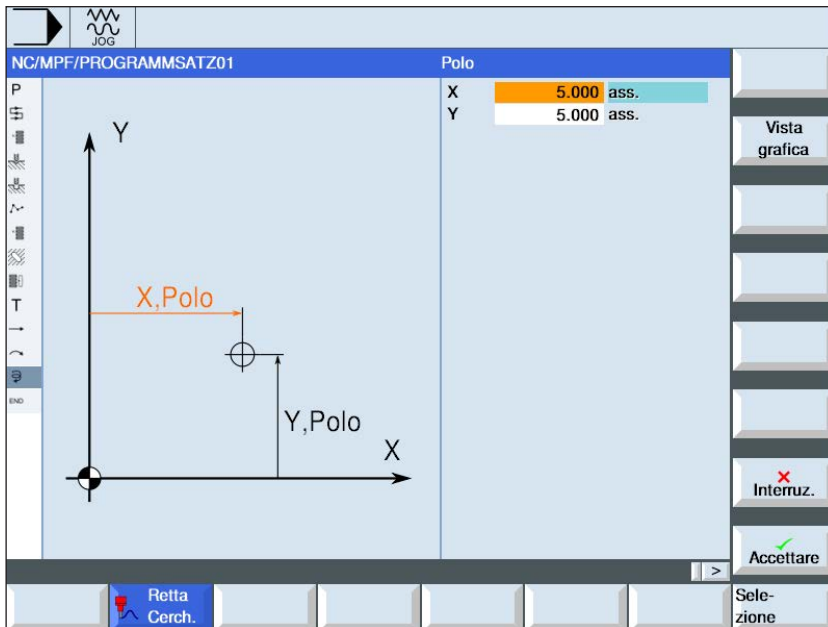 JOG
NC/MPF/PROGRAMMSATZ01
Polo
P
T
END
Y
X,Polo
Y,Polo
X
X 5.000 ass.
Y 5.000 ass.
Vista
grafica
Interruz.
Accettare
>
Retta
Cerch.
Sele-
zione